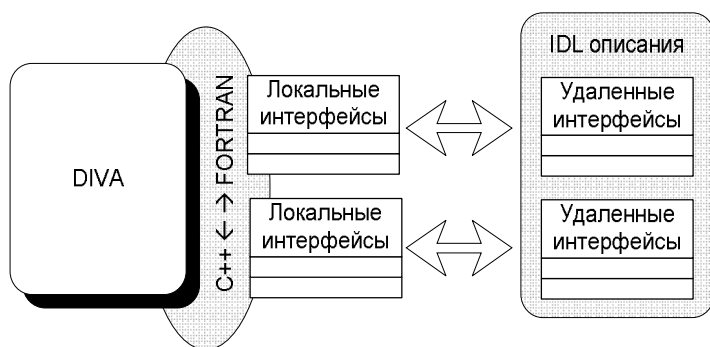 IDL описания
DIVA
C++ ← → FORTRAN
Локальные
интерфейсы
Удаленные
интерфейсы
Локальные
интерфейсы
Удаленные
интерфейсы